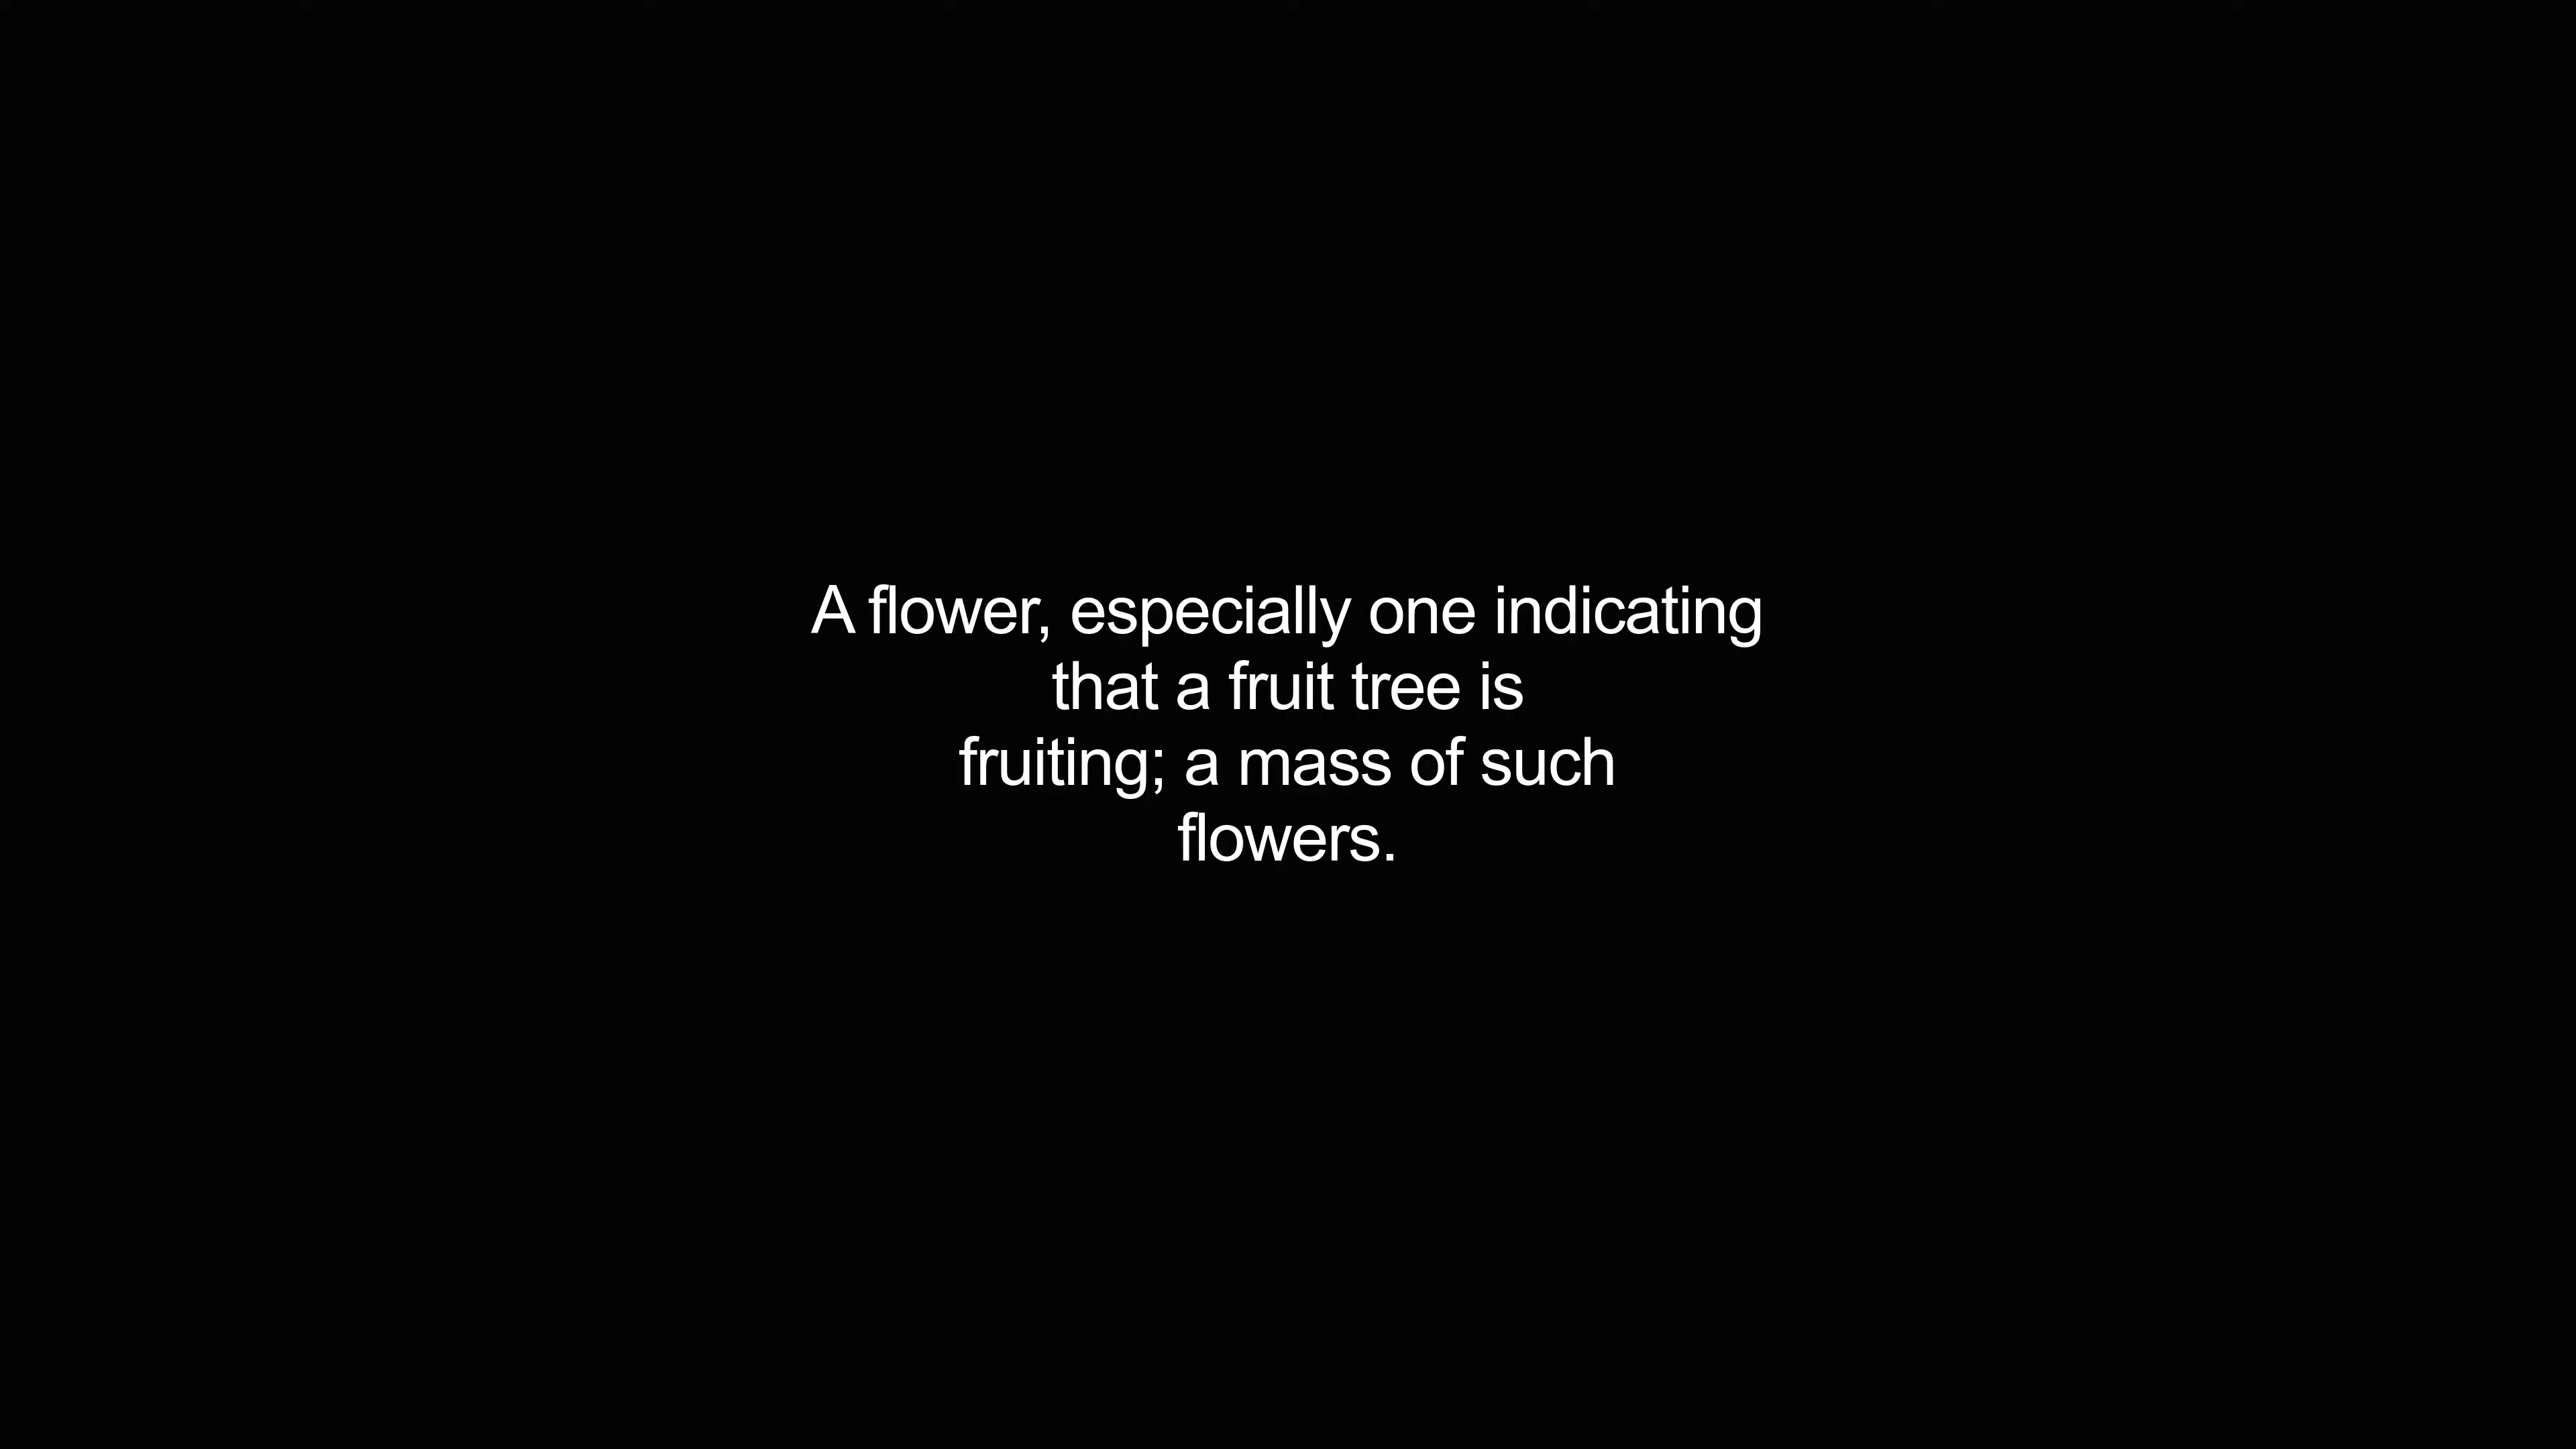 A flower, especially one indicating
that a fruit tree is
fruiting; a mass of such
flowers.